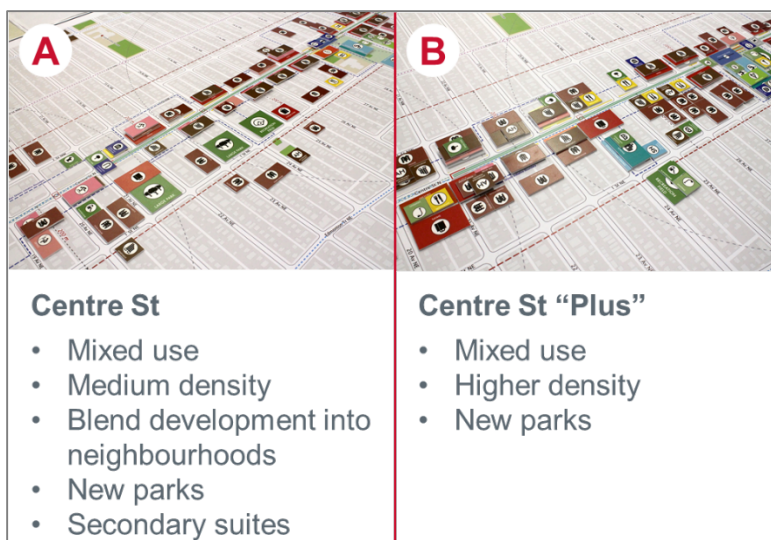 A
Centre St
• Mixed use
• Medium density
• Blend development into
neighbourhoods
• New parks
• Secondary suites
B
Centre St “Plus”
• Mixed use
• Higher density
• New parks